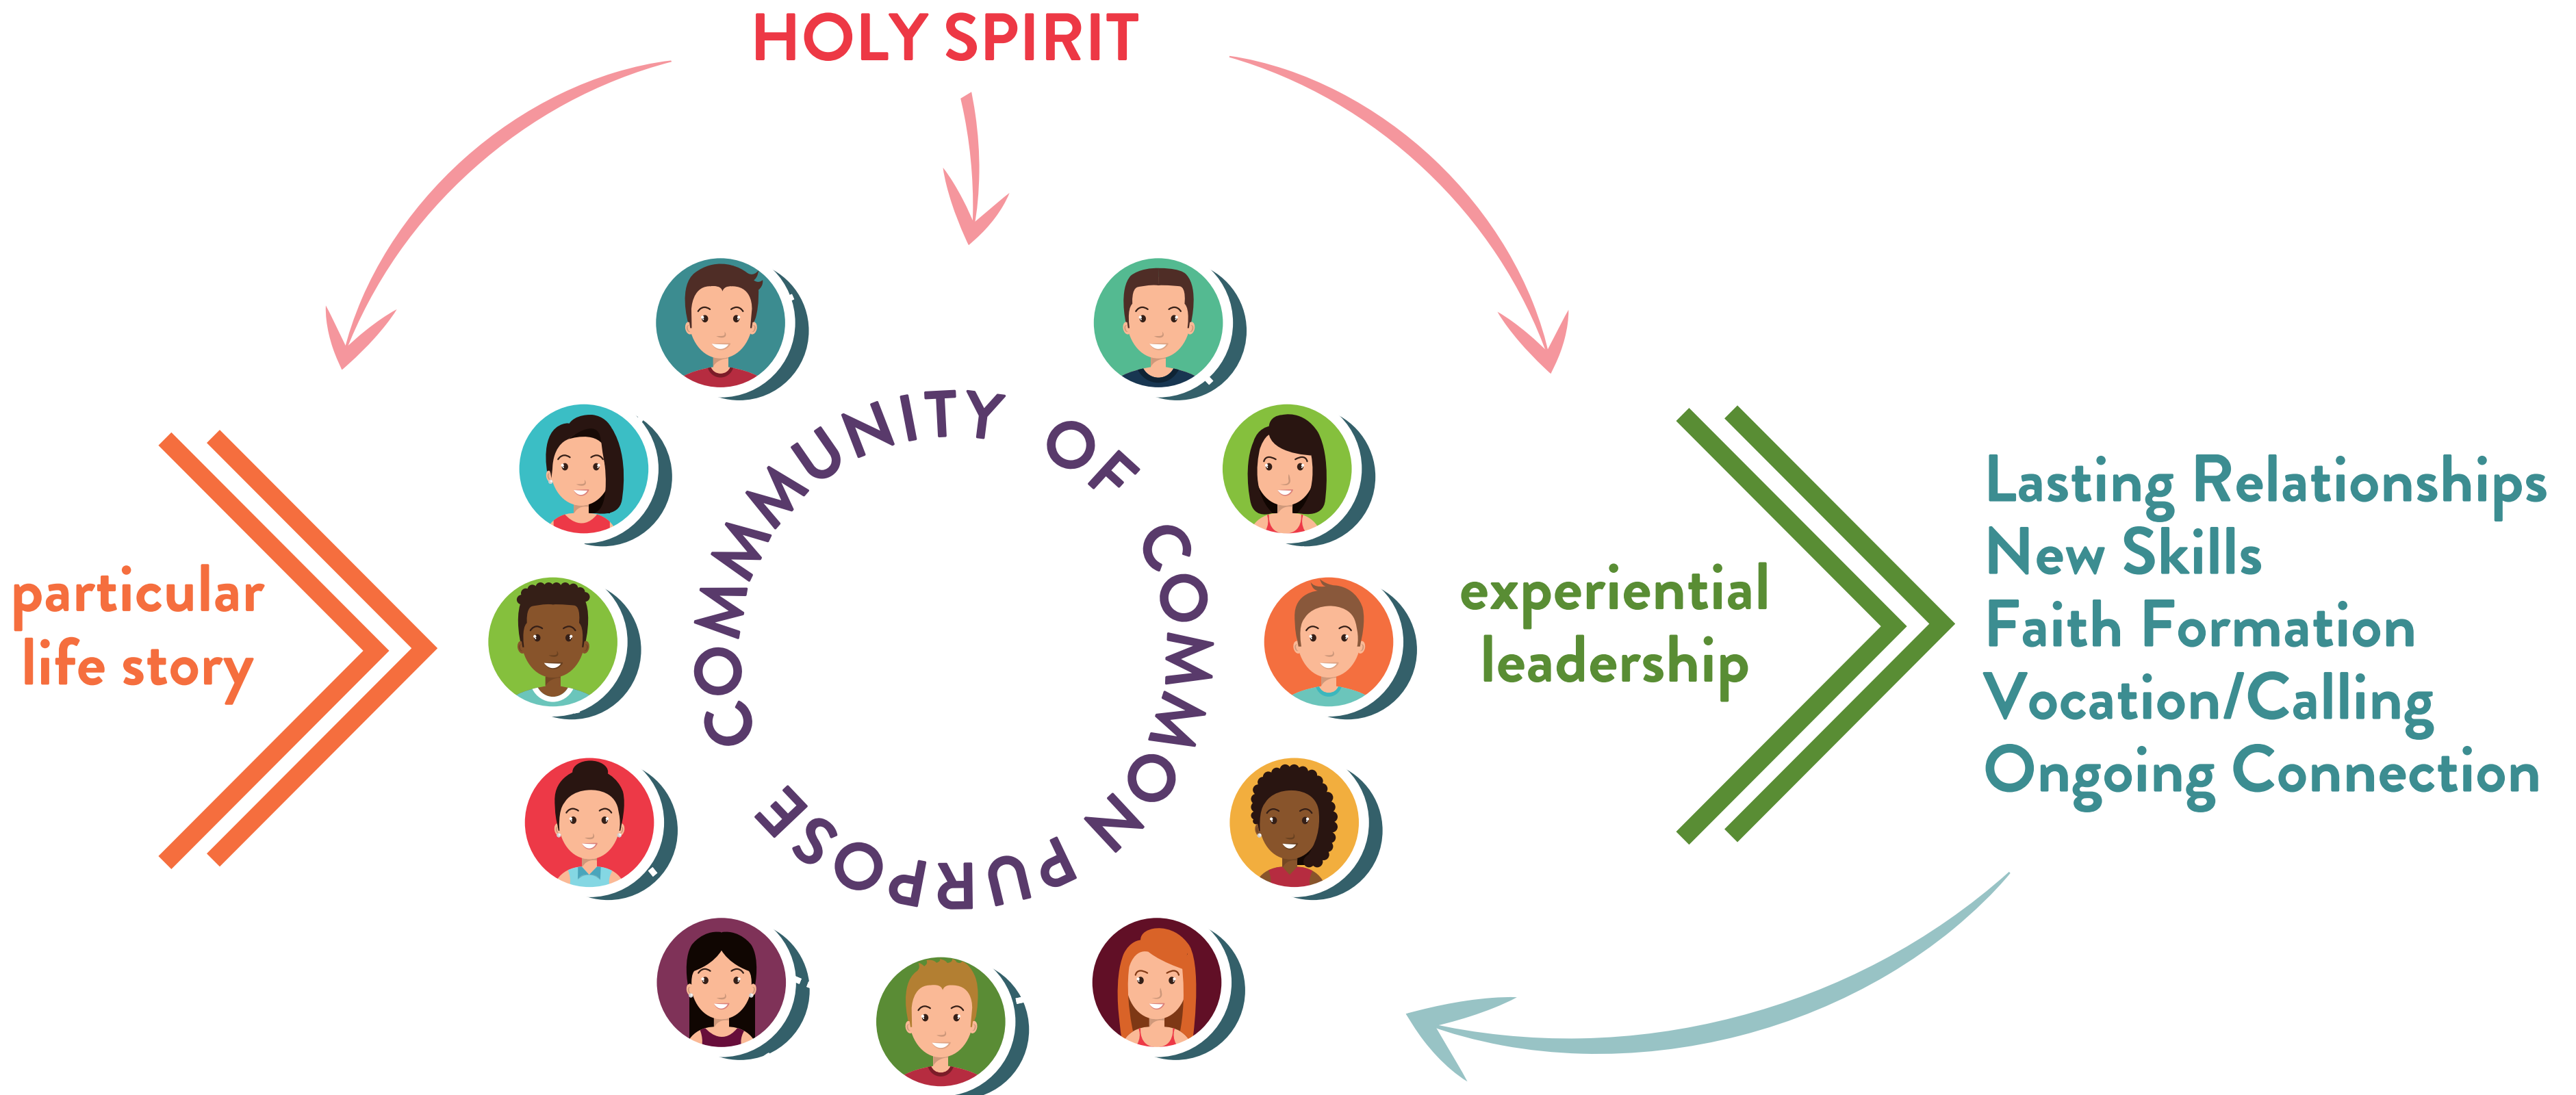 HOLY SPIRIT
particular
life story
COMMUNITY OF COMMON PURPOSE
experiential
leadership
Lasting Relationships
New Skills
Faith Formation
Vocation/Calling
Ongoing Connection